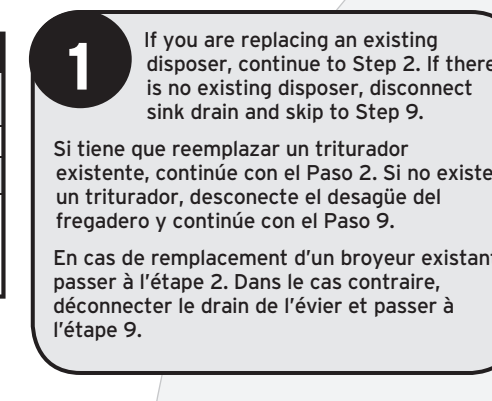 1
If you are replacing an existing
disposer, continue to Step 2. If there
is no existing disposer, disconnect
sink drain and skip to Step 9.
Si tiene que reemplazar un triturador
existente, continúe con el Paso 2. Si no existe
un triturador, desconecte el desagüe del
fregadero y continúe con el Paso 9.
En cas de remplacement d’un broyeur existant
passer à l’étape 2. Dans le cas contraire,
déconnecter le drain de l’évier et passer à
l’étape 9.